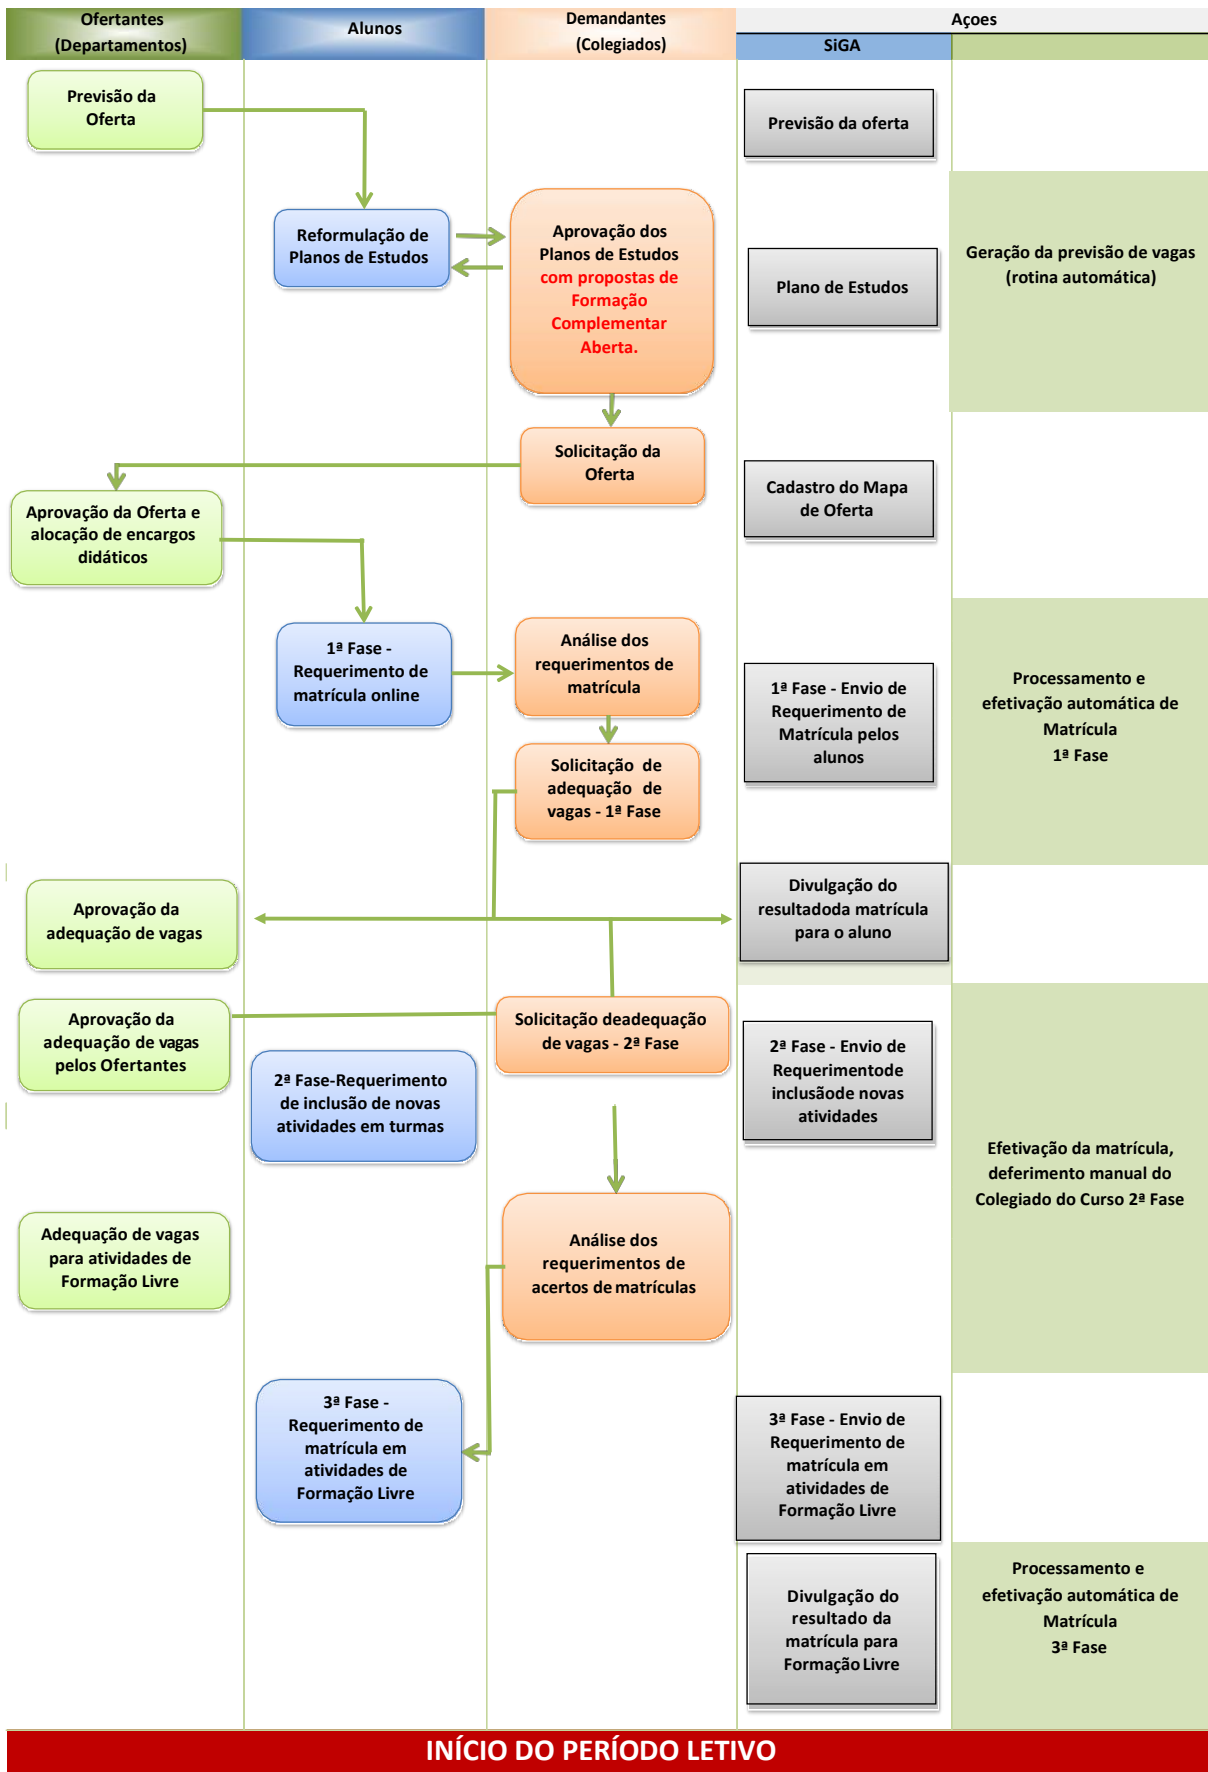 Ofertantes
(Departamentos)
Alunos
Demandantes
(Colegiados)
Açoes
SiGA
Previsão da
Oferta
Previsão da oferta
Reformulação de
Planos de Estudos
Aprovação dos
Planos de Estudos
com propostas de
Formação
Complementar
Aberta.
Plano de Estudos
Geração da previsão de vagas
(rotina automática)
Solicitação da
Oferta
Cadastro do Mapa
de Oferta
Aprovação da Oferta e
alocação de encargos
didáticos
1ª Fase -
Requerimento de
matrícula online
Análise dos
requerimentos de
matrícula
1ª Fase - Envio de
Requerimento de
Matrícula pelos
alunos
Processamento e
efetivação automática de
Matrícula
1ª Fase
Solicitação de
adequação de
vagas - 1ª Fase
Aprovação da
adequação de vagas
Divulgação do
resultadoda matrícula
para o aluno
Aprovação da
adequação de vagas
pelos Ofertantes
Solicitação deadequação
de vagas - 2ª Fase
2ª Fase - Envio de
Requerimentode
inclusãode novas
atividades
2ª Fase-Requerimento
de inclusão de novas
atividades em turmas
Efetivação da matrícula,
deferimento manual do
Colegiado do Curso 2ª Fase
Adequação de vagas
para atividades de
Formação Livre
Análise dos
requerimentos de
acertos de matrículas
3ª Fase -
Requerimento de
matrícula em
atividades de
Formação Livre
3ª Fase - Envio de
Requerimento de
matrícula em
atividades de
Formação Livre
Divulgação do
resultado da
matrícula para
Formação Livre
Processamento e
efetivação automática de
Matrícula
3ª Fase
INÍCIO DO PERÍODO LETIVO